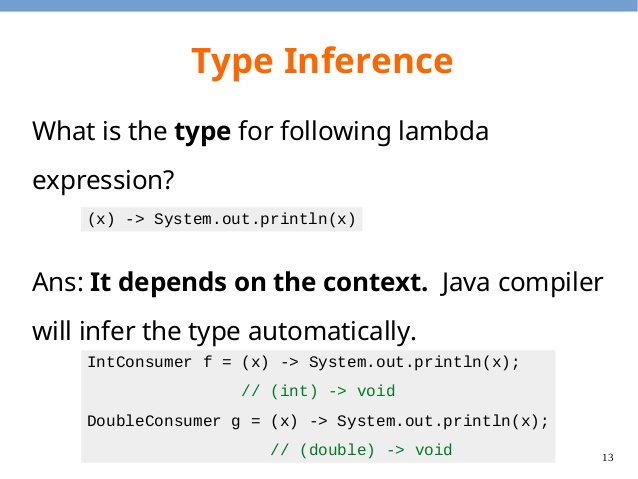 Type Inference
What is the type for following lambda
expression?
(x) -> System.out.println(x)
Ans: It depends on the context.  Java compiler
will infer the type automatically.
IntConsumer f = (x) -> System.out.println(x);
// (int) -> void
DoubleConsumer g = (x) -> System.out.println(x);
// (double) -> void
13